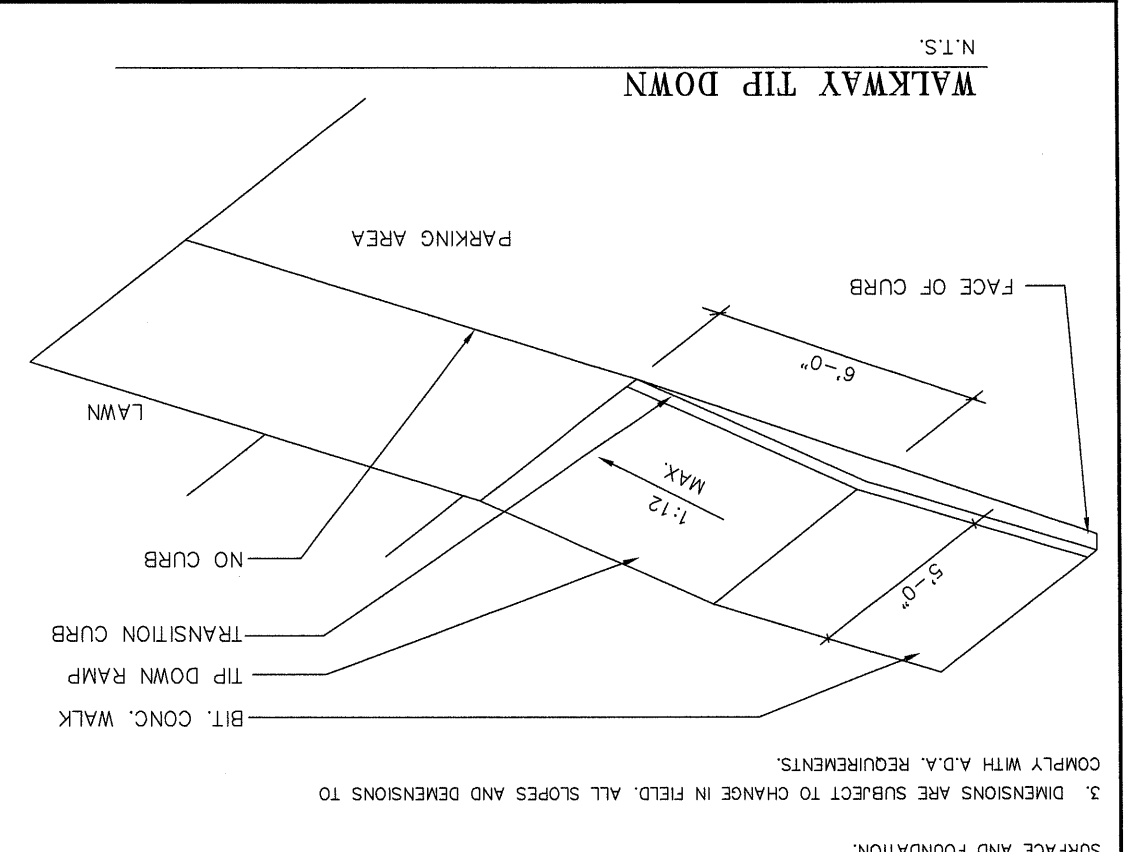 SURFACE AND FOUNDATION.
3. DIMENSIONS ARE SUBJECT TO CHANGE IN FIELD. ALL SLOPES AND DEMENSIONS TO
COMPLY WITH A.D.A. REQUIREMENTS.
BIT. CONC. WALK
TIP DOWN RAMP
TRANSITION CURB
NO CURB
5'-0"
1:12
MAX.
LAWN
6'-0"
FACE OF CURB
PARKING AREA
WALKWAY TIP DOWN
N.T.S.